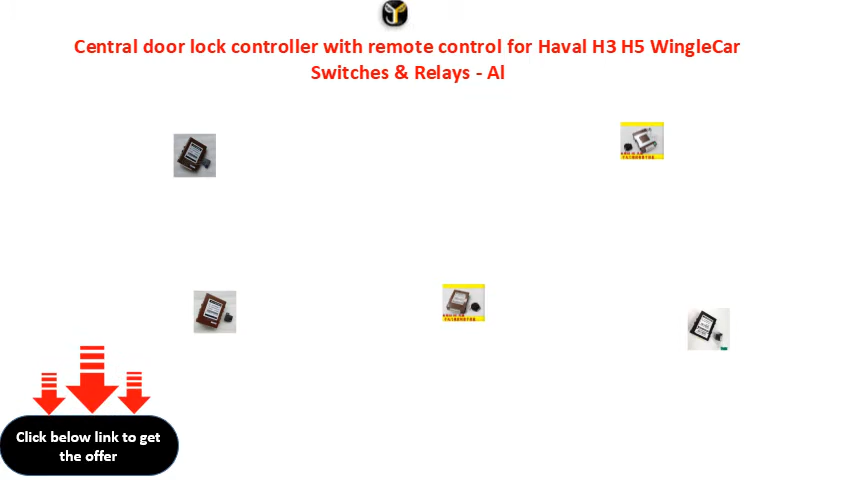 Central door lock controller with remote control for Haval H3 H5 WingleCar
Switches & Relays - Al
Click below link to get
the offer